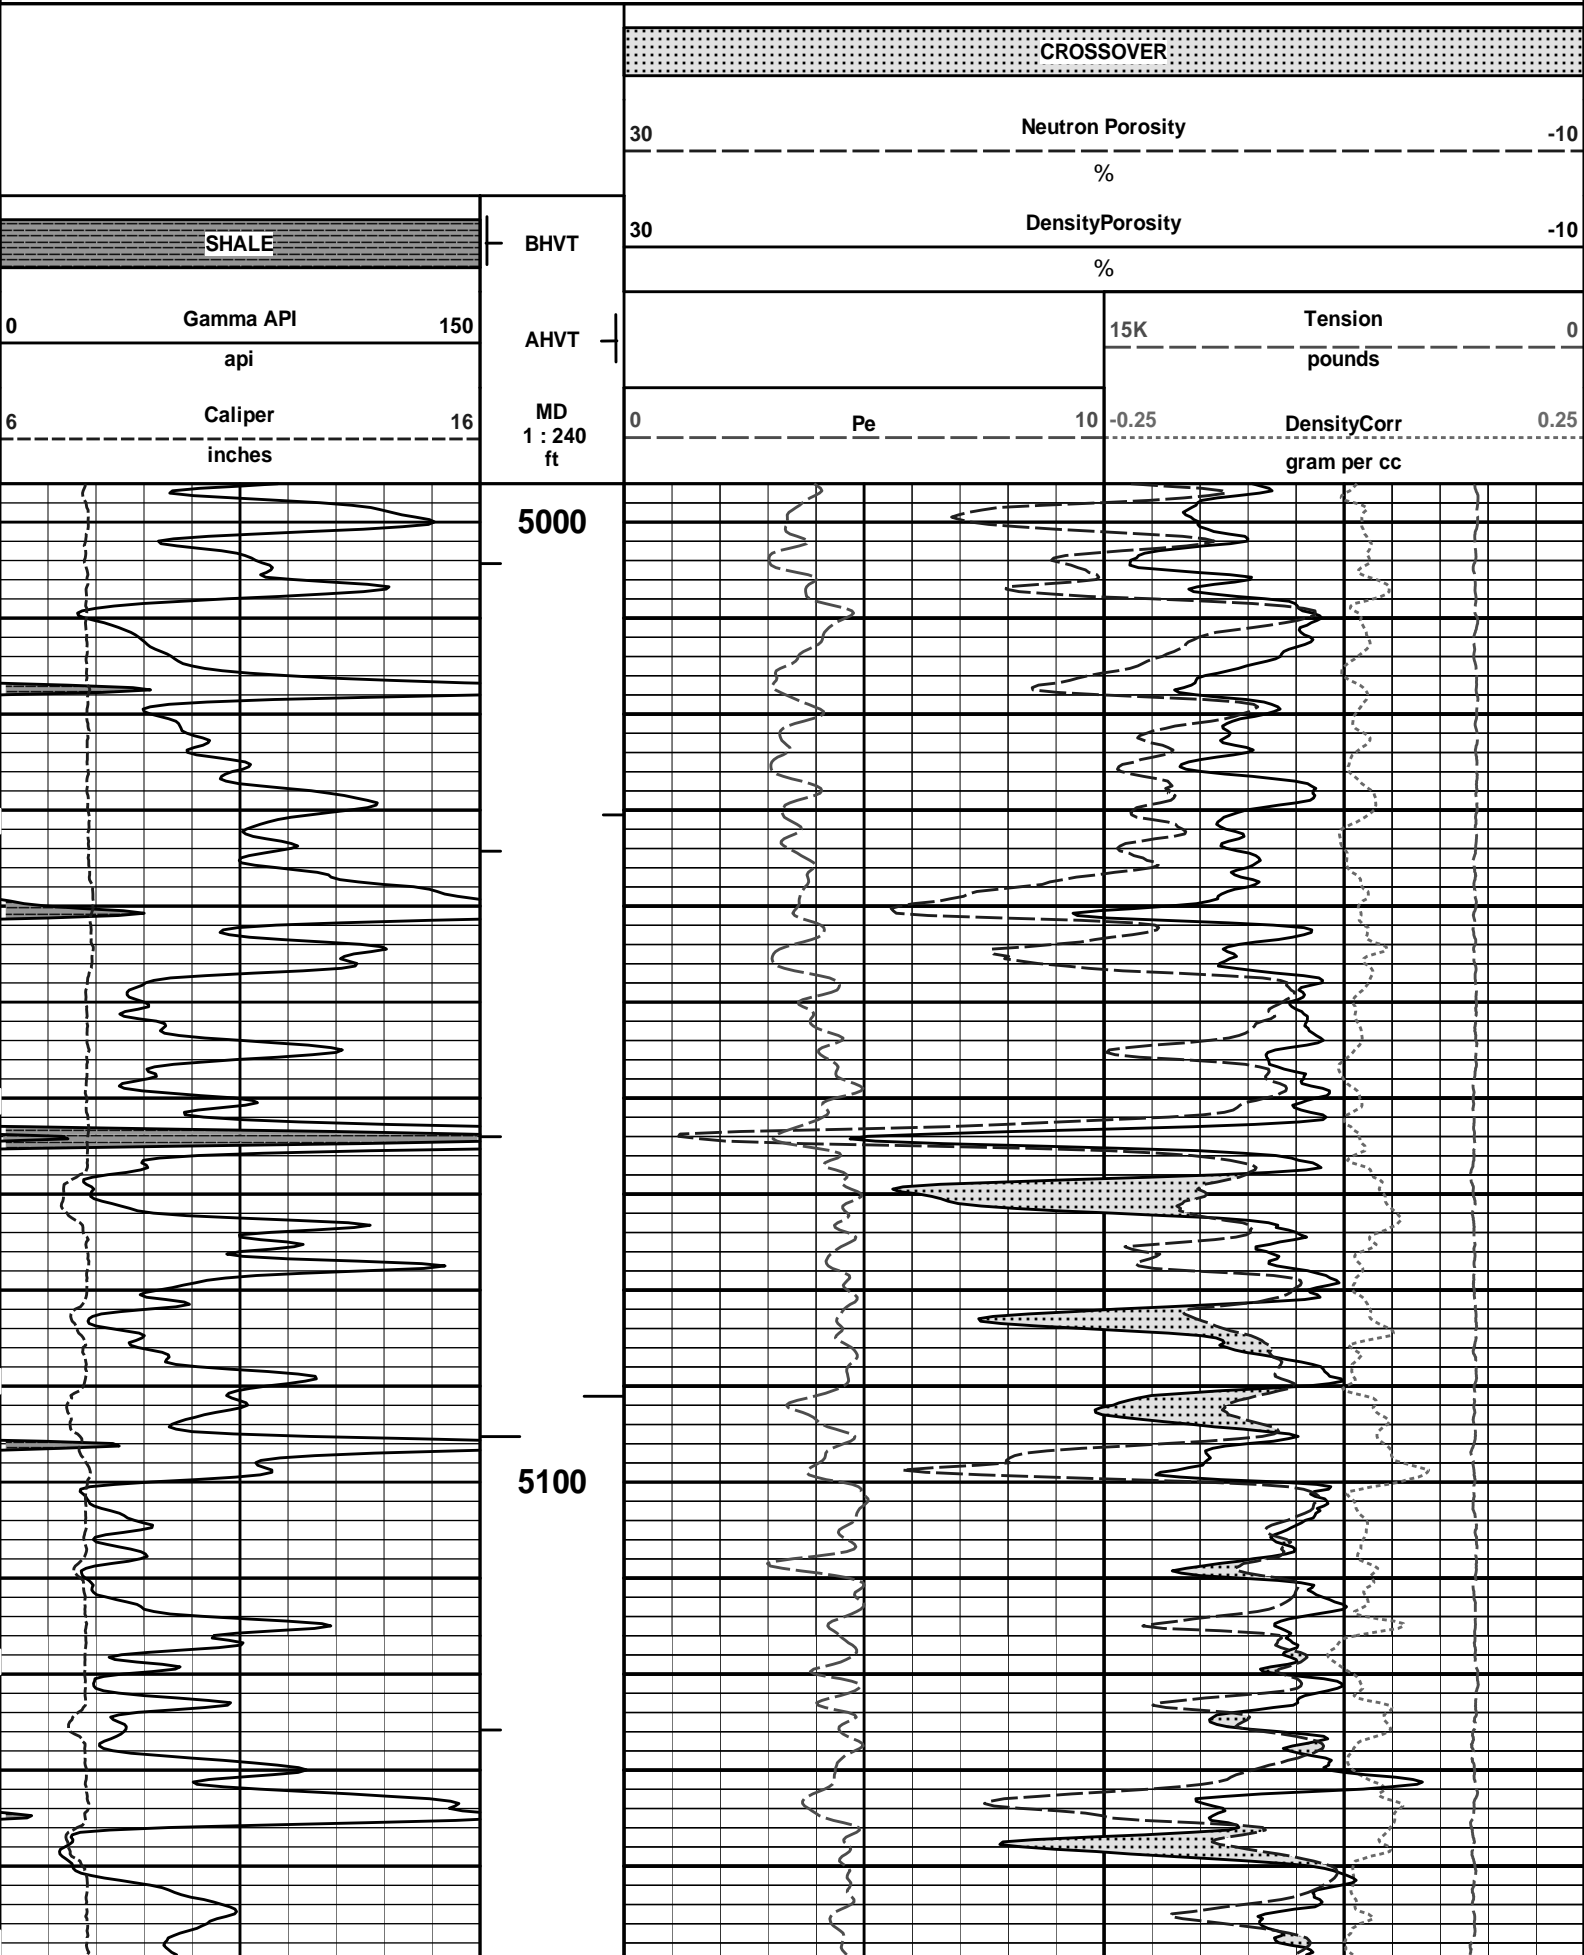 CROSSOVER
Neutron Porosity
30 -10
%
DensityPorosity
30 -10
%
SHALE
BHVT
Gamma API
0 150
api
AHVT
Tension
15K 0
pounds
Caliper
6 16
inches
MD
1 : 240
ft
0 Pe 10
-0.25 DensityCorr 0.25
gram per cc
5000
5100